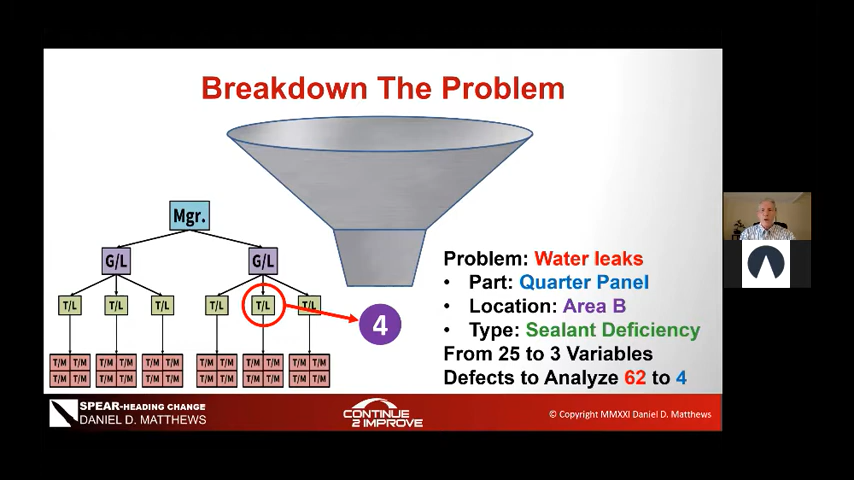 Breakdown The Problem
Mgr.
G/L G/L
T/L T/L T/L T/L T/L T/L
4
T/M T/M T/M T/M T/M T/M T/M T/M T/M T/M T/M T/M
T/M T/M T/M T/M T/M T/M T/M T/M T/M T/M T/M T/M
Problem: Water leaks
• Part: Quarter Panel
• Location: Area B
• Type: Sealant Deficiency
From 25 to 3 Variables
Defects to Analyze 62 to 4
SPEAR-HEADING CHANGE
DANIEL D. MATTHEWS
CONTINUE
2 IMPROVE
© Copyright MMXXI Daniel D. Matthews